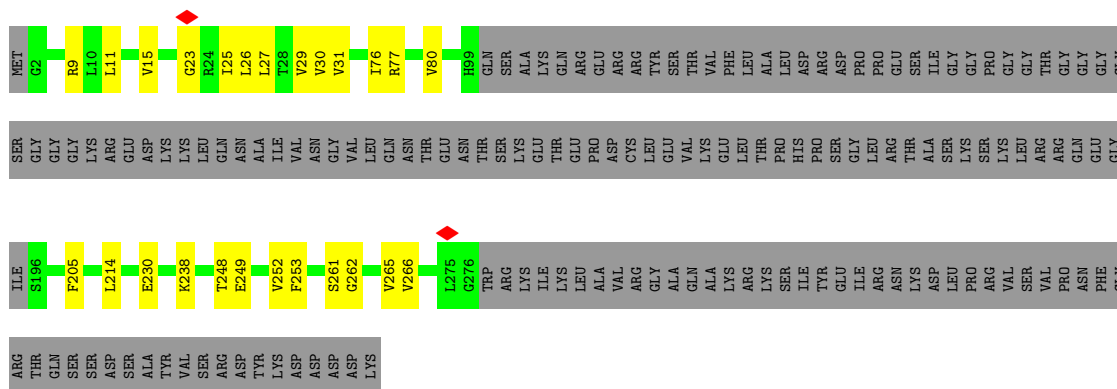 MET G2 R9 L10 L11 V15 G23 R24 I25 L26 L27 T28 V29 V30 V31 I76 R77 V80 H99 GLN SER ALA LYS GLN ARG GLU ARG ARG TYR SER THR VAL PHE LEU ALA LEU ASP ARG ASP PRO PRO GLU SER ILE GLY GLY PRO GLY GLY THR GLY GLY GLY
SER GLY GLY GLY LYS ARG GLU ASP LYS LYS LEU GLN ASN ALA ILE VAL ASN GLY VAL LEU GLN ASN THR GLU ASN THR SER LYS GLU THR GLU PRO ASP CYS LEU GLU VAL LYS GLU LEU THR PRO HIS PRO SER GLY LEU ARG THR ALA SER LYS SER LYS LEU ARG ARG GLN GLU GLY
ILE S196 F205 L214 E230 K238 T248 E249 V252 F253 S261 G262 V265 V266 L275 G276 TRP ARG LYS ILE LYS LEU ALA VAL ARG GLY ALA GLN ALA LYS ARG LYS SER ILE TYR GLU ILE ARG ASN LYS ASP LEU PRO ARG VAL SER VAL PRO ASN PHE
ARG THR GLN SER SER ASP SER ALA TYR VAL SER ARG ASP TYR LYS ASP ASP ASP ASP LYS